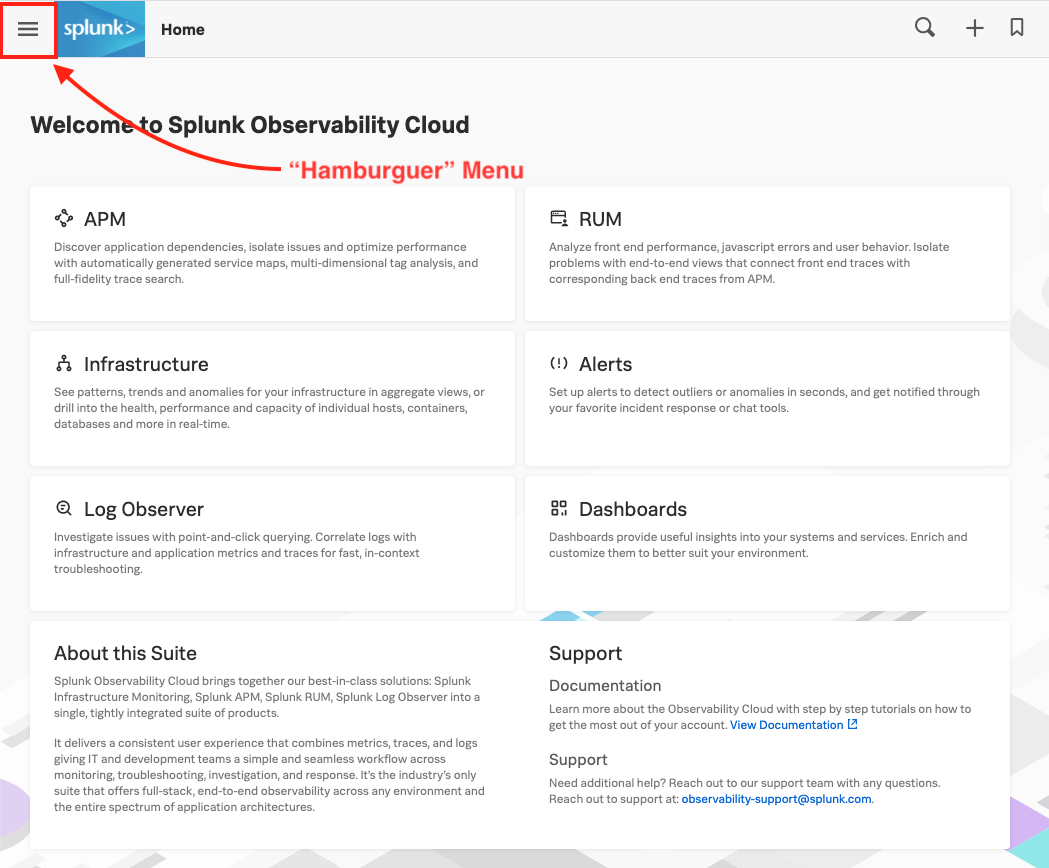 splunk>
Home
Welcome to Splunk Observability Cloud
“Hamburguer” Menu
APM
Discover application dependencies, isolate issues and optimize performance
with automatically generated service maps, multi-dimensional tag analysis, and
full-fidelity trace search.
RUM
Analyze front end performance, javascript errors and user behavior. Isolate
problems with end-to-end views that connect front end traces with
corresponding back end traces from APM.
Infrastructure
See patterns, trends and anomalies for your infrastructure in aggregate views, or
drill into the health, performance and capacity of individual hosts, containers,
databases and more in real-time.
Alerts
Set up alerts to detect outliers or anomalies in seconds, and get notified through
your favorite incident response or chat tools.
Log Observer
Investigate issues with point-and-click querying. Correlate logs with
infrastructure and application metrics and traces for fast, in-context
troubleshooting.
Dashboards
Dashboards provide useful insights into your systems and services. Enrich and
customize them to better suit your environment.
About this Suite
Splunk Observability Cloud brings together our best-in-class solutions: Splunk
Infrastructure Monitoring, Splunk APM, Splunk RUM, Splunk Log Observer into a
single, tightly integrated suite of products.
It delivers a consistent user experience that combines metrics, traces, and logs
giving IT and development teams a simple and seamless workflow across
monitoring, troubleshooting, investigation, and response. It's the industry's only
suite that offers full-stack, end-to-end observability across any environment and
the entire spectrum of application architectures.
Support
Documentation
Learn more about the Observability Cloud with step by step tutorials on how to
get the most out of your account. View Documentation
Support
Need additional help? Reach out to our support team with any questions.
Reach out to support at: observability-support@splunk.com.